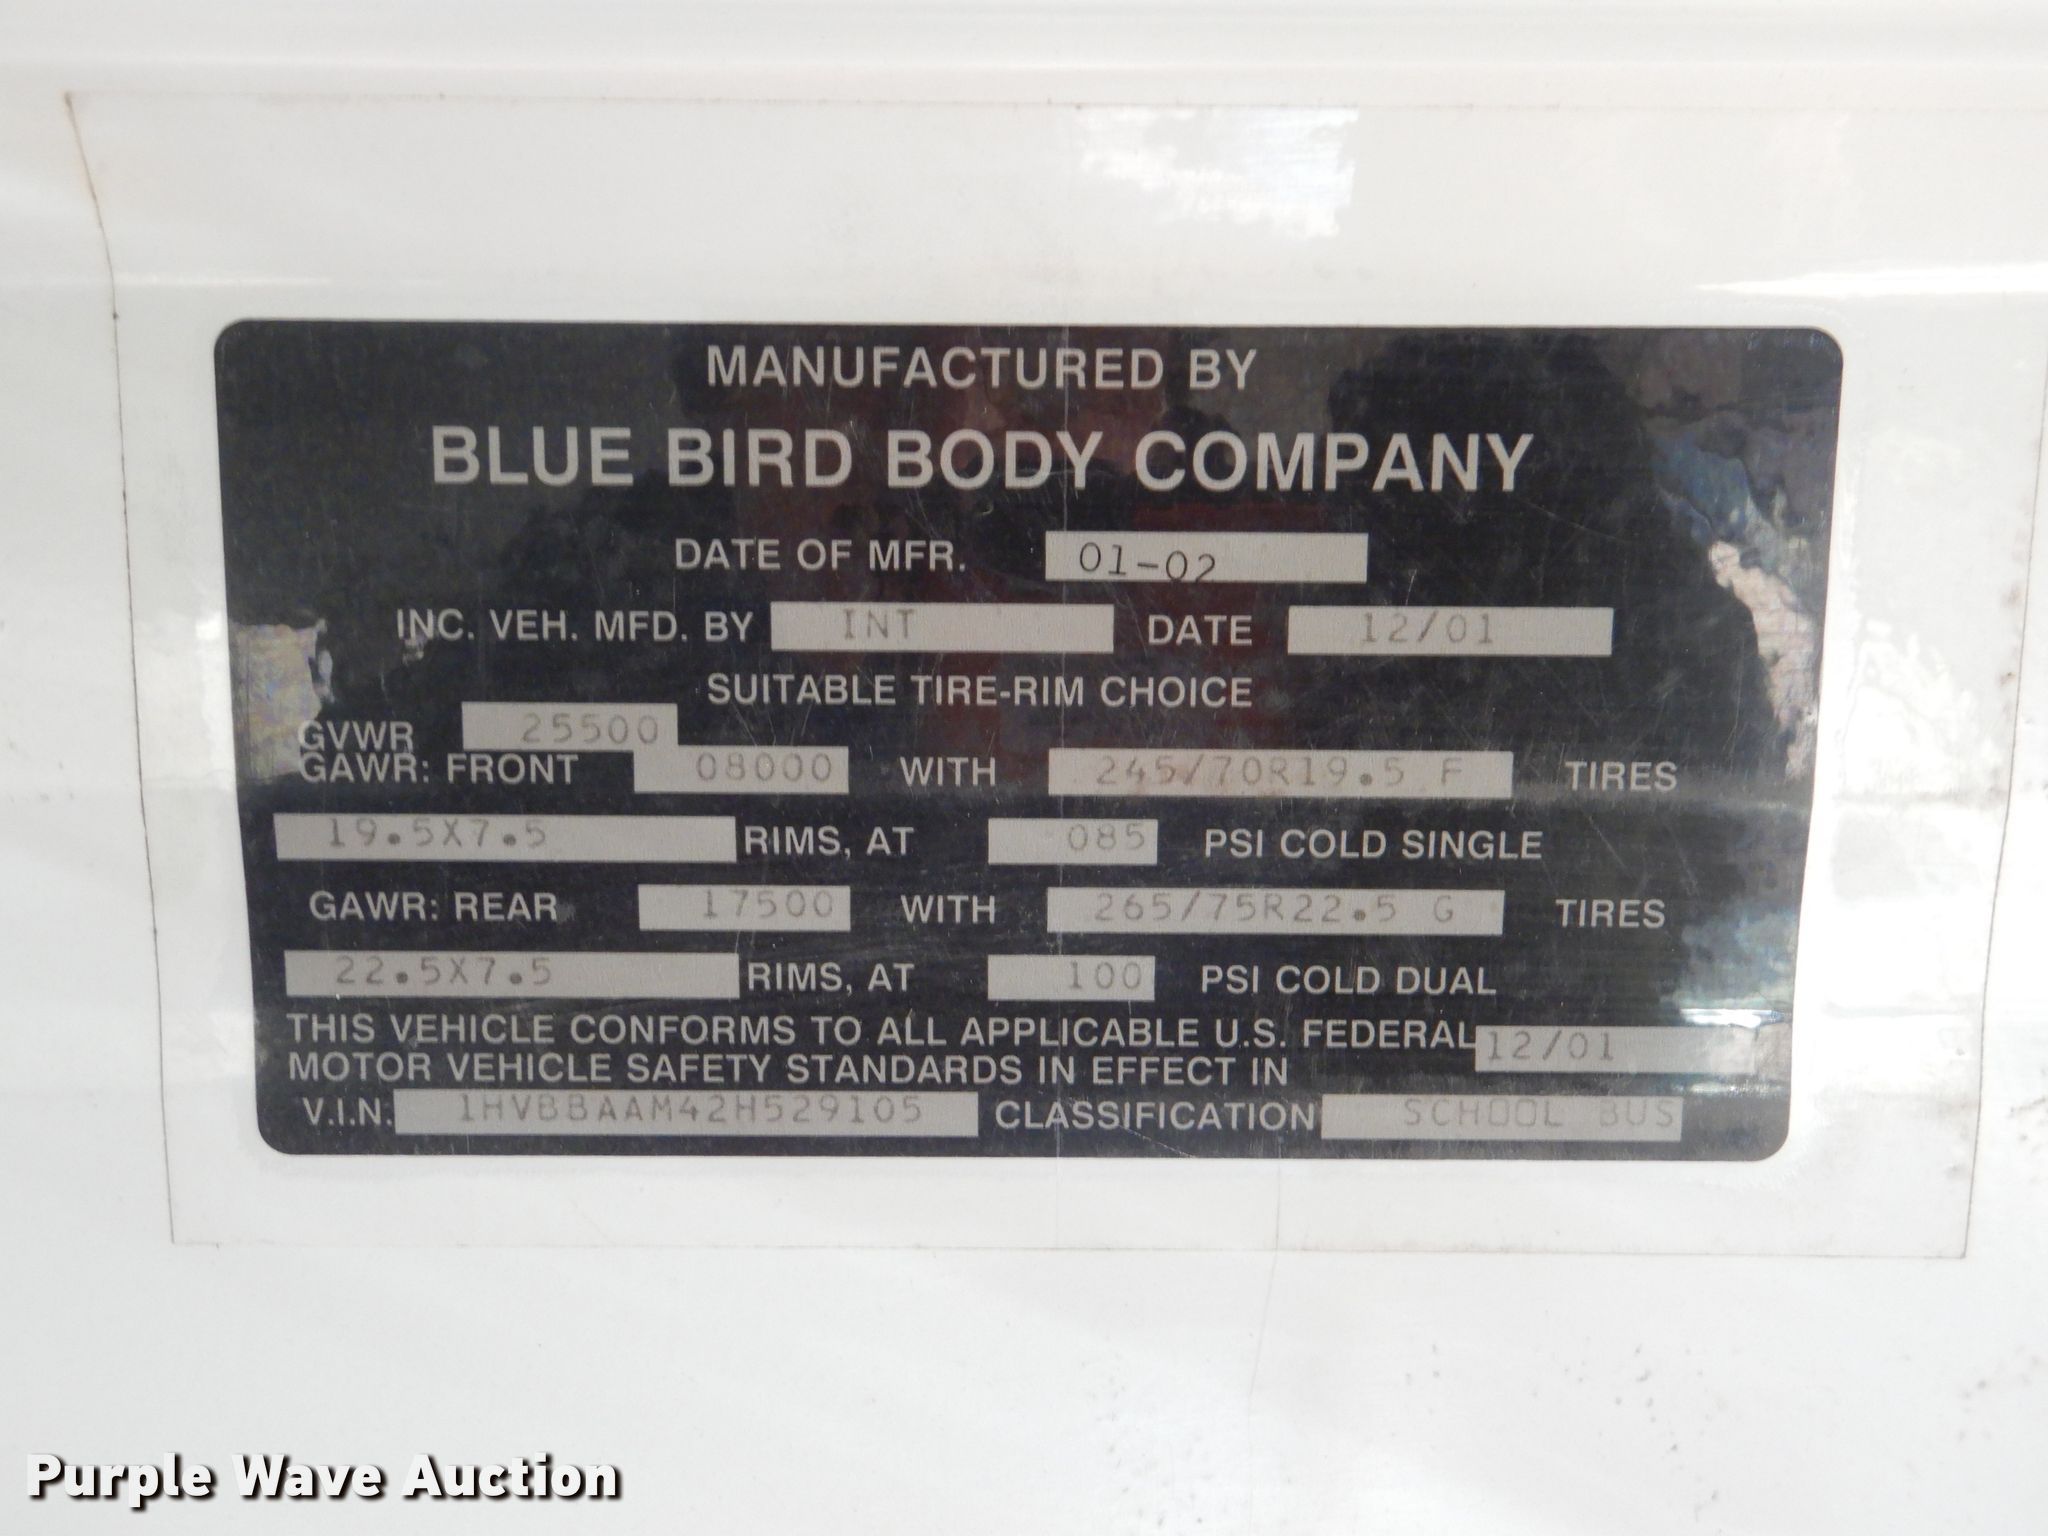 MANUFACTURED BY
BLUE BIRD BODY COMPANY
DATE OF MFR. 01-02
INC. VEH. MFD. BY INT DATE 12/01
SUITABLE TIRE-RIM CHOICE
GVWR 25500
GAWR: FRONT 08000 WITH 245/70R19.5 F TIRES
19.5X7.5 RIMS, AT 085 PSI COLD SINGLE
GAWR: REAR 17500 WITH 265/75R22.5 G TIRES
22.5X7.5 RIMS, AT 100 PSI COLD DUAL
THIS VEHICLE CONFORMS TO ALL APPLICABLE U.S. FEDERAL 12/01
MOTOR VEHICLE SAFETY STANDARDS IN EFFECT IN
V.I.N: 1HVBBAAM42H529105 CLASSIFICATION SCHOOL BUS
Purple Wave Auction